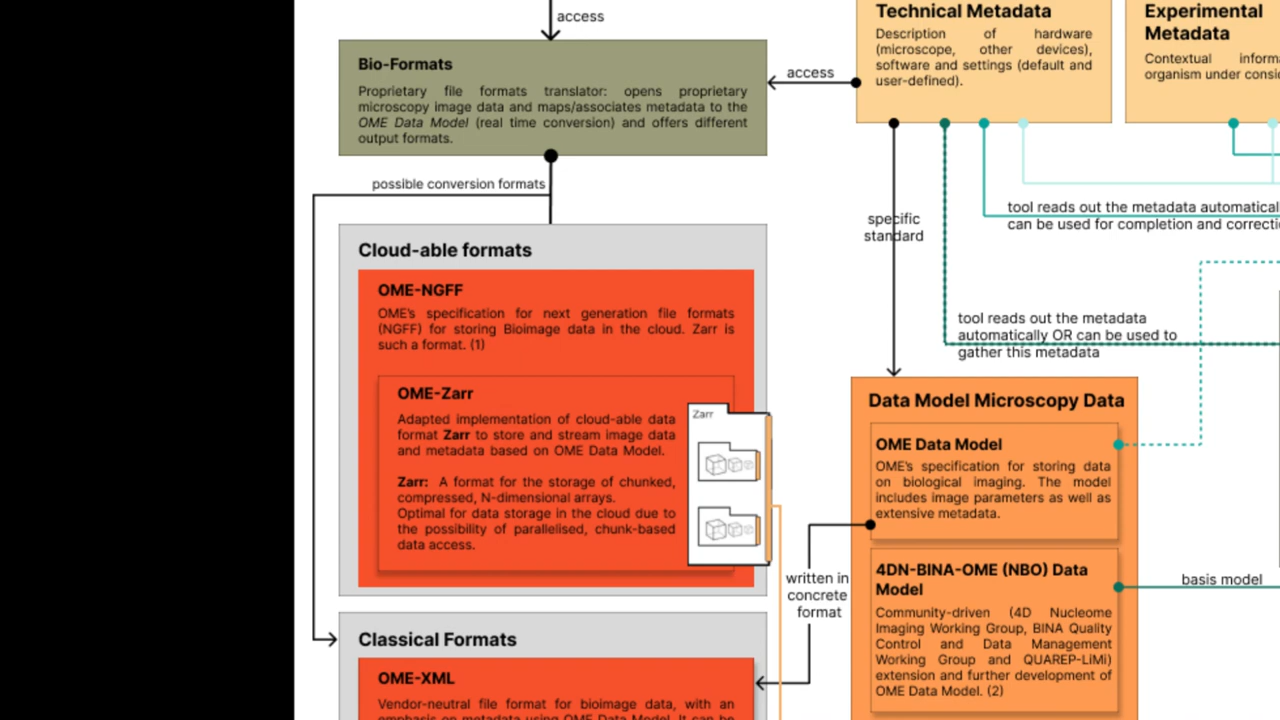 access
Bio-Formats
Proprietary file formats translator: opens proprietary
microscopy image data and maps/associates metadata to the
OME Data Model (real time conversion) and offers different
output formats.
access
Technical Metadata
Description of hardware
(microscope, other devices),
software and settings (default and
user-defined).
Experimental
Metadata
Contextual
organism under
possible conversion formats
Cloud-able formats
OME-NGFF
OME's specification for next generation file formats
(NGFF) for storing Bioimage data in the cloud. Zarr is
such a format. (1)
OME-Zarr
Adapted implementation of cloud-able data
format Zarr to store and stream image data
and metadata based on OME Data Model.
Zarr: A format for the storage of chunked,
compressed, N-dimensional arrays.
Optimal for data storage in the cloud due to
the possibility of parallelised, chunk-based
data access.
Zarr
Classical Formats
OME-XML
Vendor-neutral file format for bioimage data, with an
emphasis on metadata using OME Data Model. It can be
specific
standard
tool reads out the metadata
can be used for completion and
tool reads out the metadata
automatically OR can be used to
gather this metadata
Data Model Microscopy Data
OME Data Model
OME's specification for storing data
on biological imaging. The model
includes image parameters as well as
extensive metadata.
written in
concrete
format
4DN-BINA-OME (NBO) Data
Model
Community-driven (4D Nucleome
Imaging Working Group, BINA Quality
Control and Data Management
Working Group and QUAREP-LiMi)
extension and further development of
OME Data Model. (2)
basis model